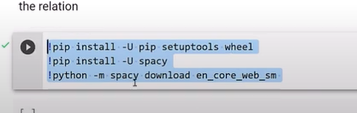 the relation
!pip install -U pip setuptools wheel
!pip install -U spacy
!python -m spacy download en_core_web_sm
[ ]